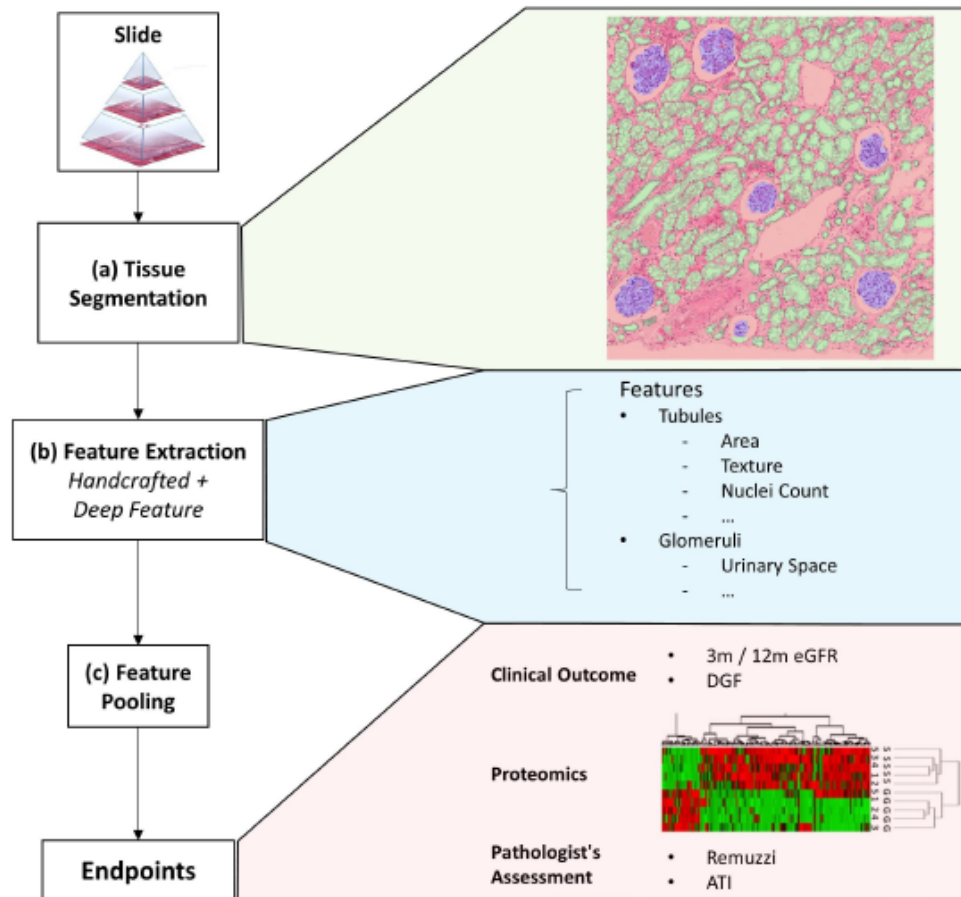 Slide
(a) Tissue
Segmentation
(b) Feature Extraction
Handcrafted +
Deep Feature
Features
• Tubules
- Area
- Texture
- Nuclei Count
- ...
• Glomeruli
- Urinary Space
- ...
(c) Feature
Pooling
Clinical Outcome
• 3m / 12m eGFR
• DGF
Proteomics
Endpoints
Pathologist's
Assessment
• Remuzzi
• ATI